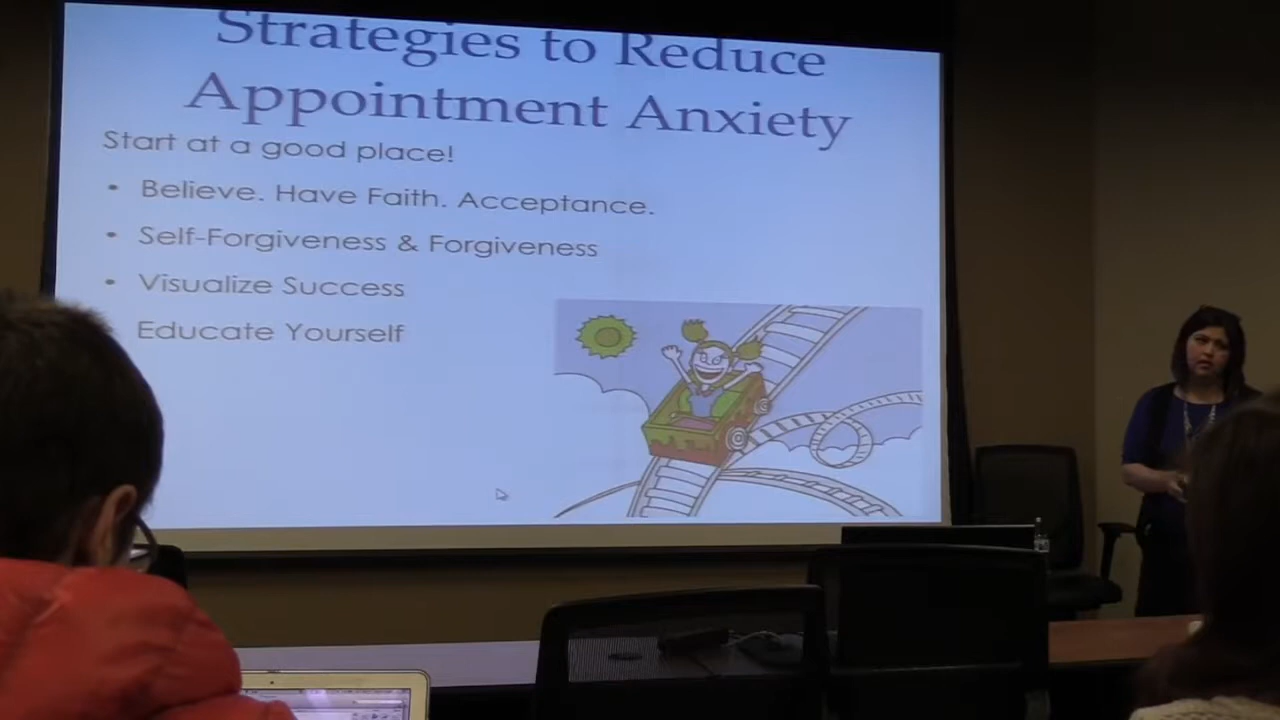 Strategies to Reduce
Appointment Anxiety
Start at a good place!
• Believe. Have Faith. Acceptance.
• Self-Forgiveness & Forgiveness
• Visualize Success
Educate Yourself